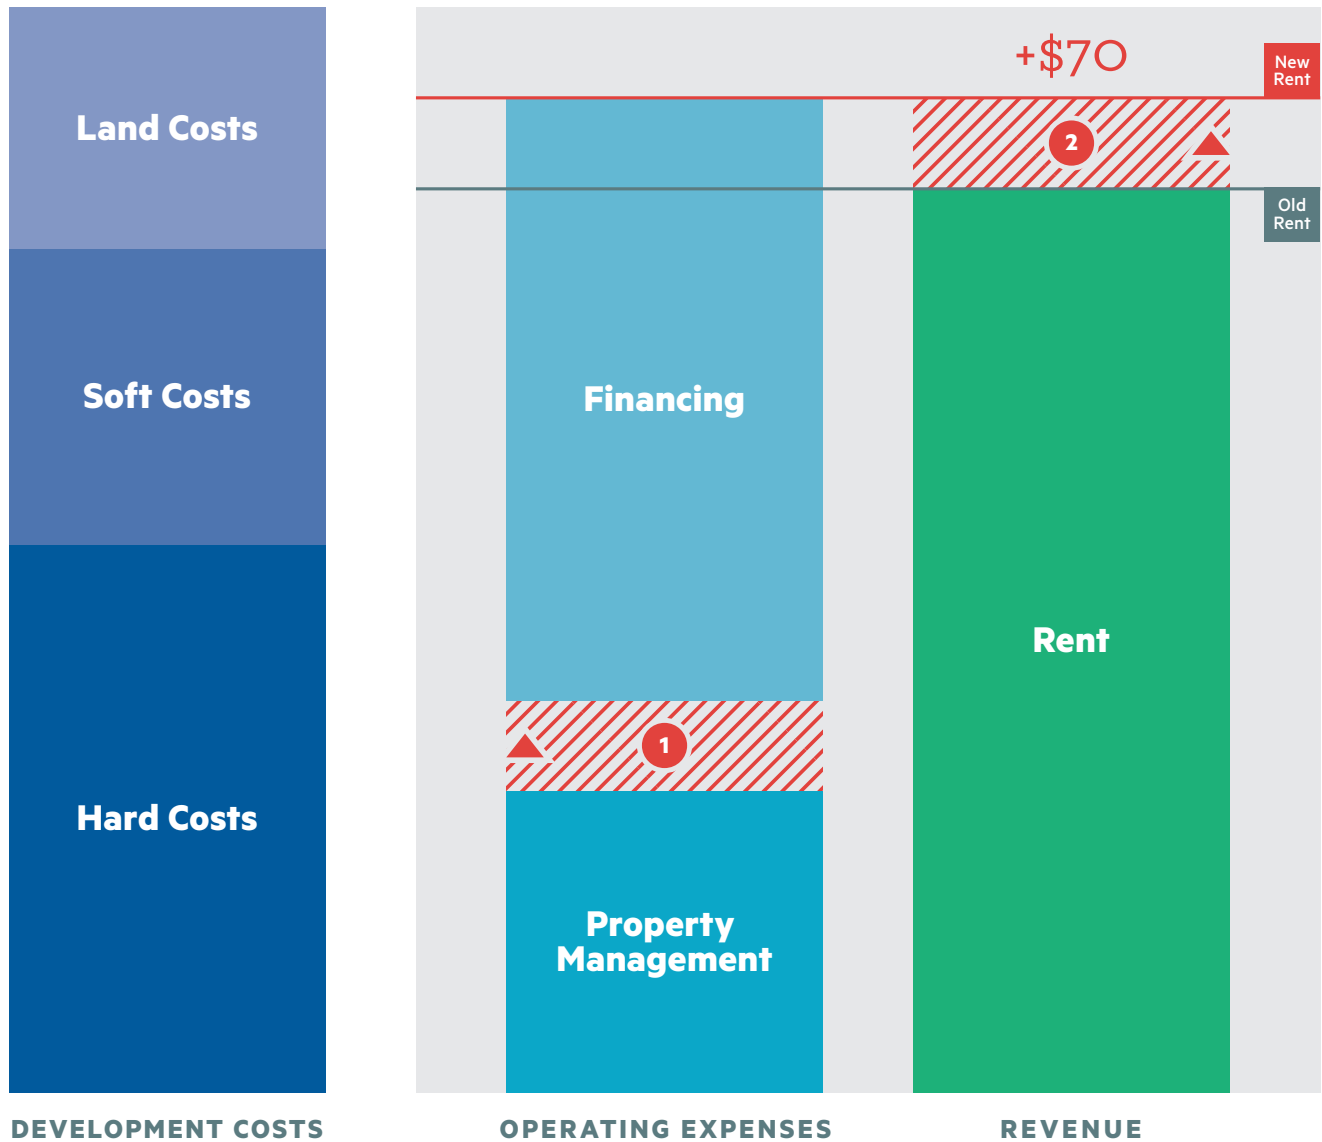 Land Costs
Soft Costs
Hard Costs
DEVELOPMENT COSTS
Financing
1
Property
Management
OPERATING EXPENSES
+$70
2
Rent
REVENUE
New
Rent
Old
Rent